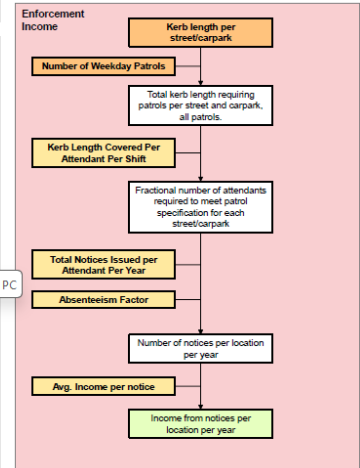 Enforcement
Income
Kerb length per
street/carpark
Number of Weekday Patrols
Total kerb length requiring
patrols per street and carpark,
all patrols.
Kerb Length Covered Per
Attendant Per Shift
Fractional number of attendants
required to meet patrol
specification for each
street/carpark
Total Notices Issued per
Attendant Per Year
PC
Absenteeism Factor
Number of notices per location
per year
Avg. Income per notice
Income from notices per
location per year